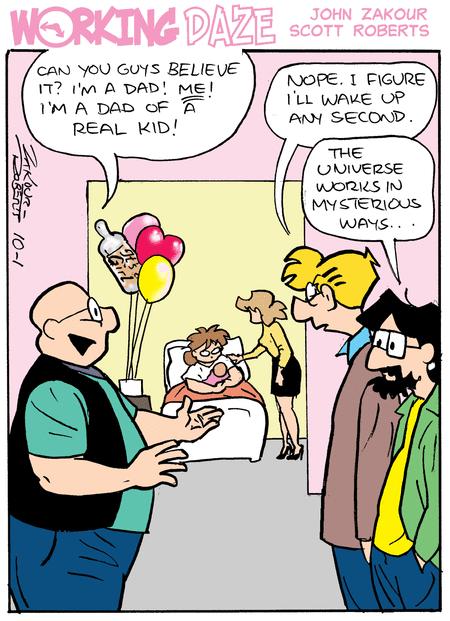 WORKING DAZE
JOHN ZAKOUR
SCOTT ROBERTS
CAN YOU GUYS BELIEVE
IT? I'M A DAD! ME!
I'M A DAD OF A
REAL KID!
NOPE. I FIGURE
I'LL WAKE UP
ANY SECOND.
THE
UNIVERSE
WORKS IN
MYSTERIOUS
WAYS...
ZAKOUR-
ROBERTS
10-1